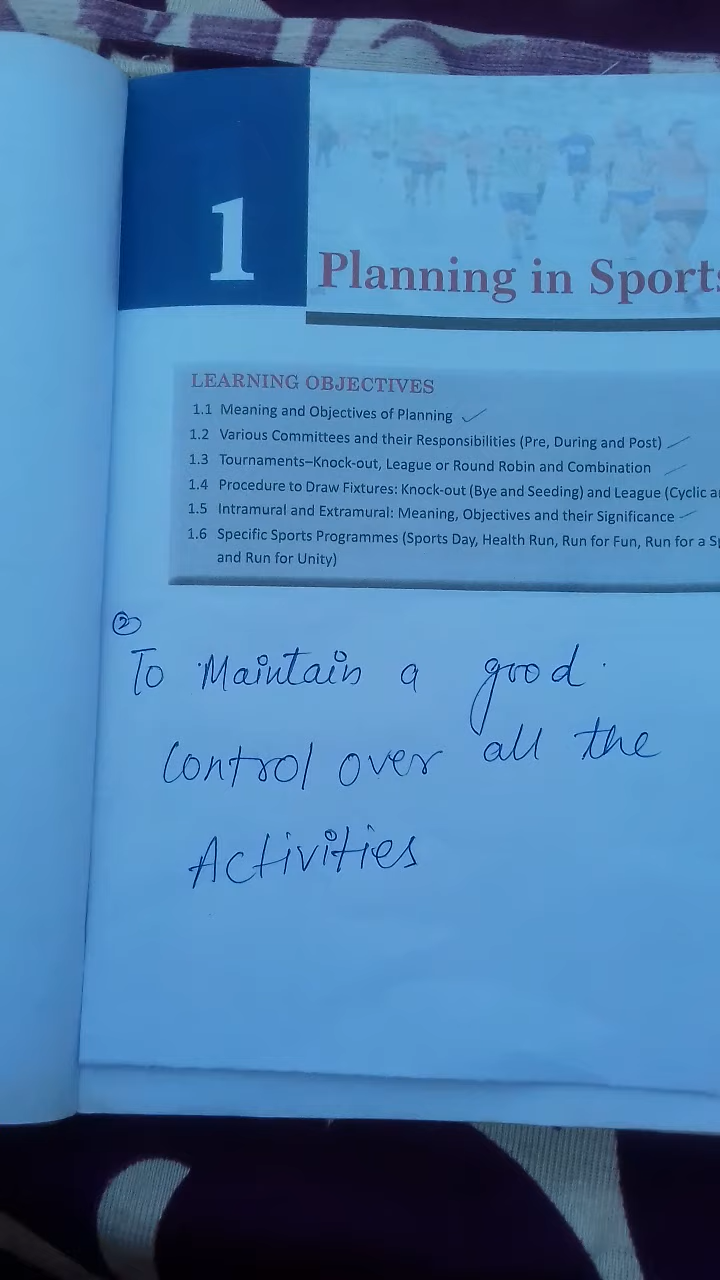 1
Planning in Sports
LEARNING OBJECTIVES
1.1 Meaning and Objectives of Planning
1.2 Various Committees and their Responsibilities (Pre, During and Post)
1.3 Tournaments–Knock-out, League or Round Robin and Combination
1.4 Procedure to Draw Fixtures: Knock-out (Bye and Seeding) and League (Cyclic
1.5 Intramural and Extramural: Meaning, Objectives and their Significance
1.6 Specific Sports Programmes (Sports Day, Health Run, Run for Fun, Run for a
and Run for Unity)
2
To Maintain a good
Control over all the
Activities